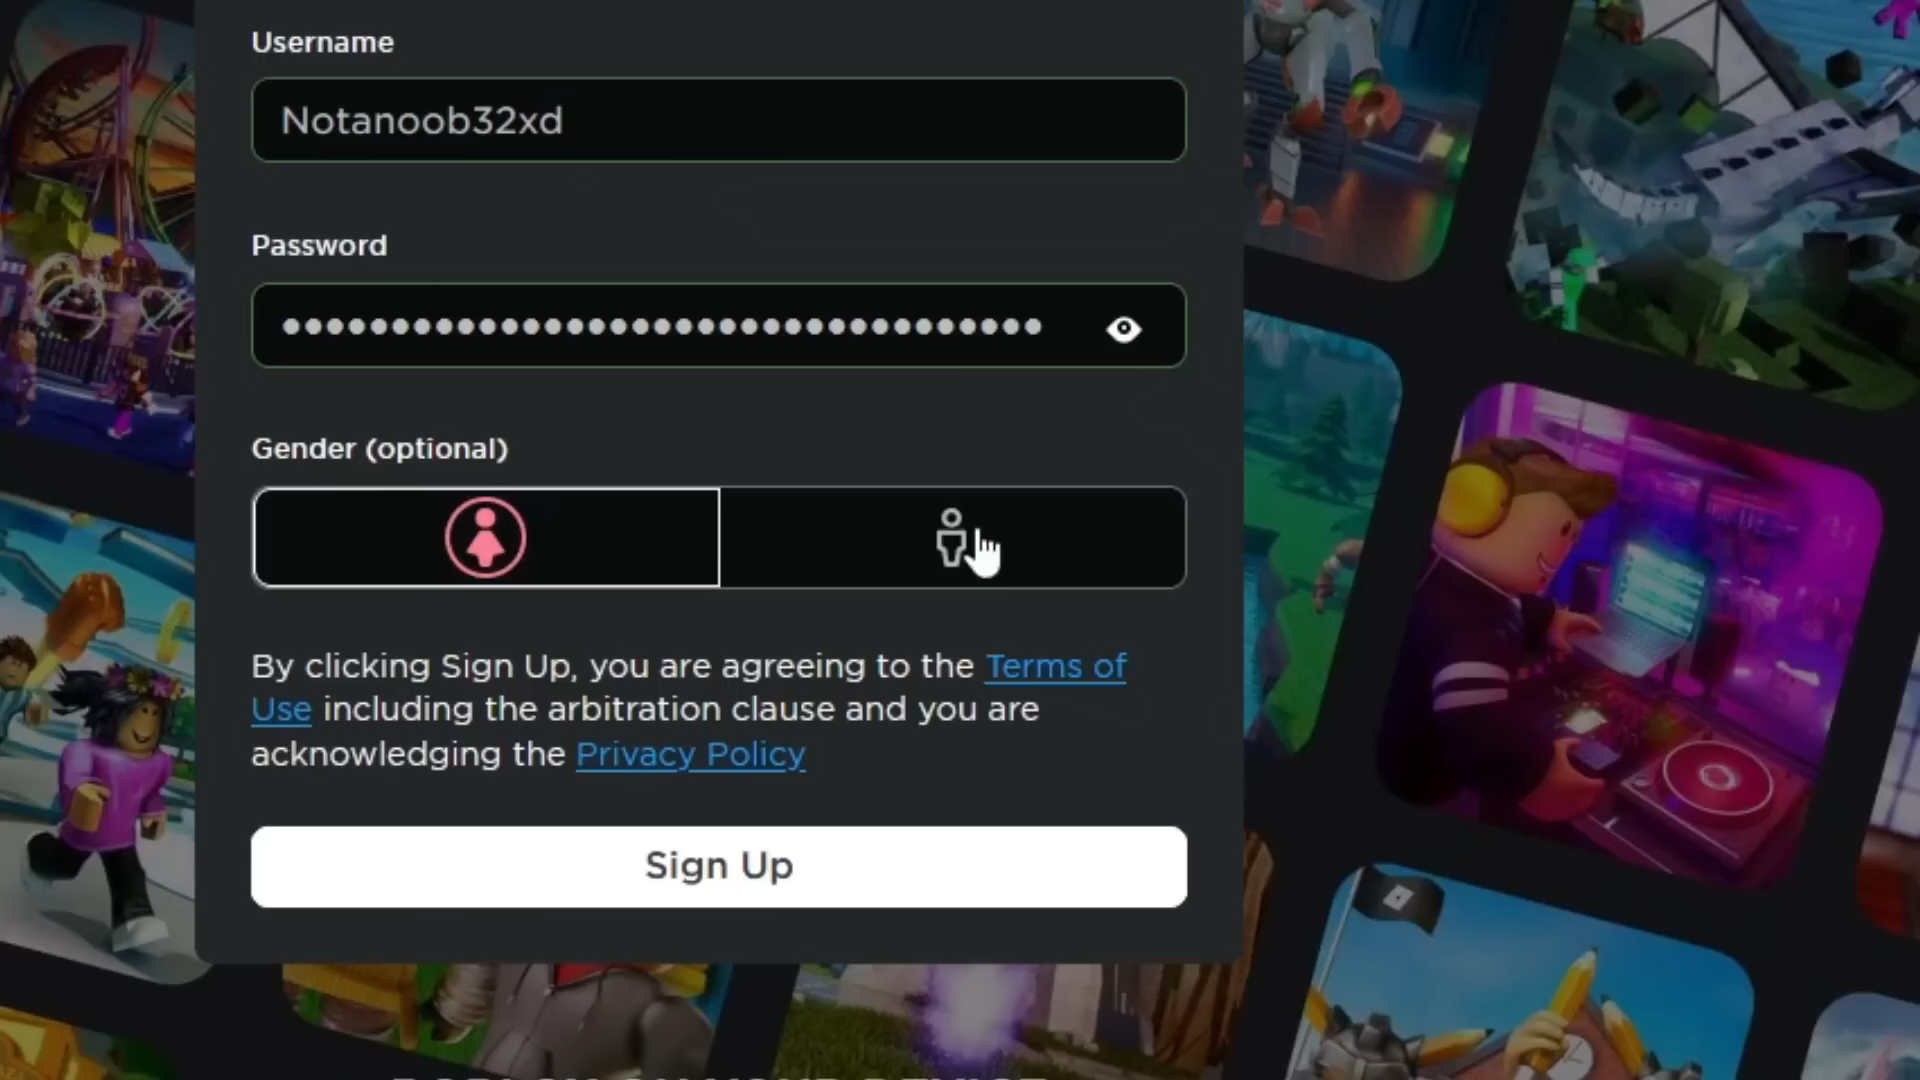 Username
Notanoob32xd
Password
Gender (optional)
By clicking Sign Up, you are agreeing to the Terms of
Use including the arbitration clause and you are
acknowledging the Privacy Policy
Sign Up